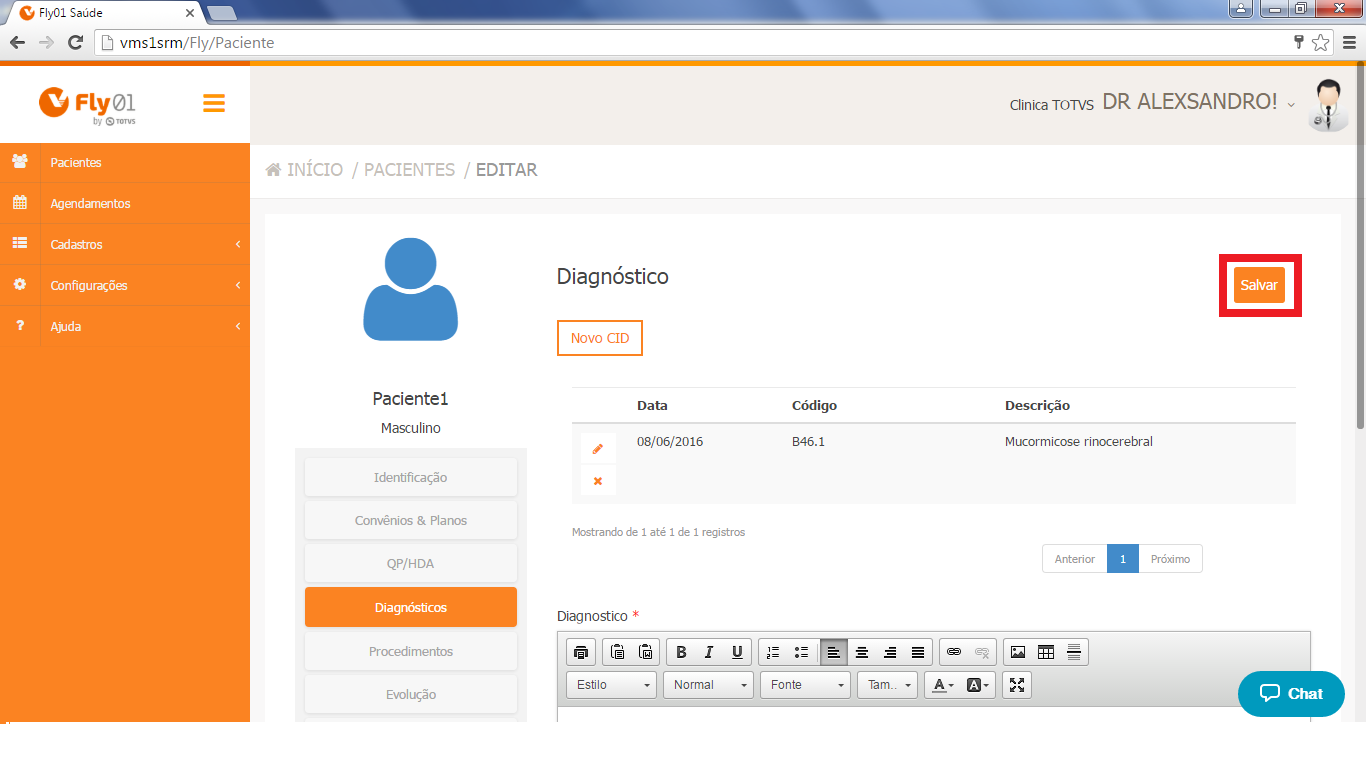 Fly01 Saúde
vms1srm/Fly/Paciente
Fly01
by TOTVS
Clinica TOTVS DR ALEXSANDRO!
Pacientes
Agendamentos
Cadastros
Configurações
? Ajuda
INÍCIO / PACIENTES / EDITAR
Paciente1
Masculino
Identificação
Convênios & Planos
QP/HDA
Diagnósticos
Procedimentos
Evolução
Diagnóstico
Salvar
Novo CID
Data Código Descrição
08/06/2016 B46.1 Mucormicose rinocerebral
Mostrando de 1 até 1 de 1 registros
Anterior 1 Próximo
Diagnostico *
B I U
Estilo Normal Fonte Tam.. A A
Chat